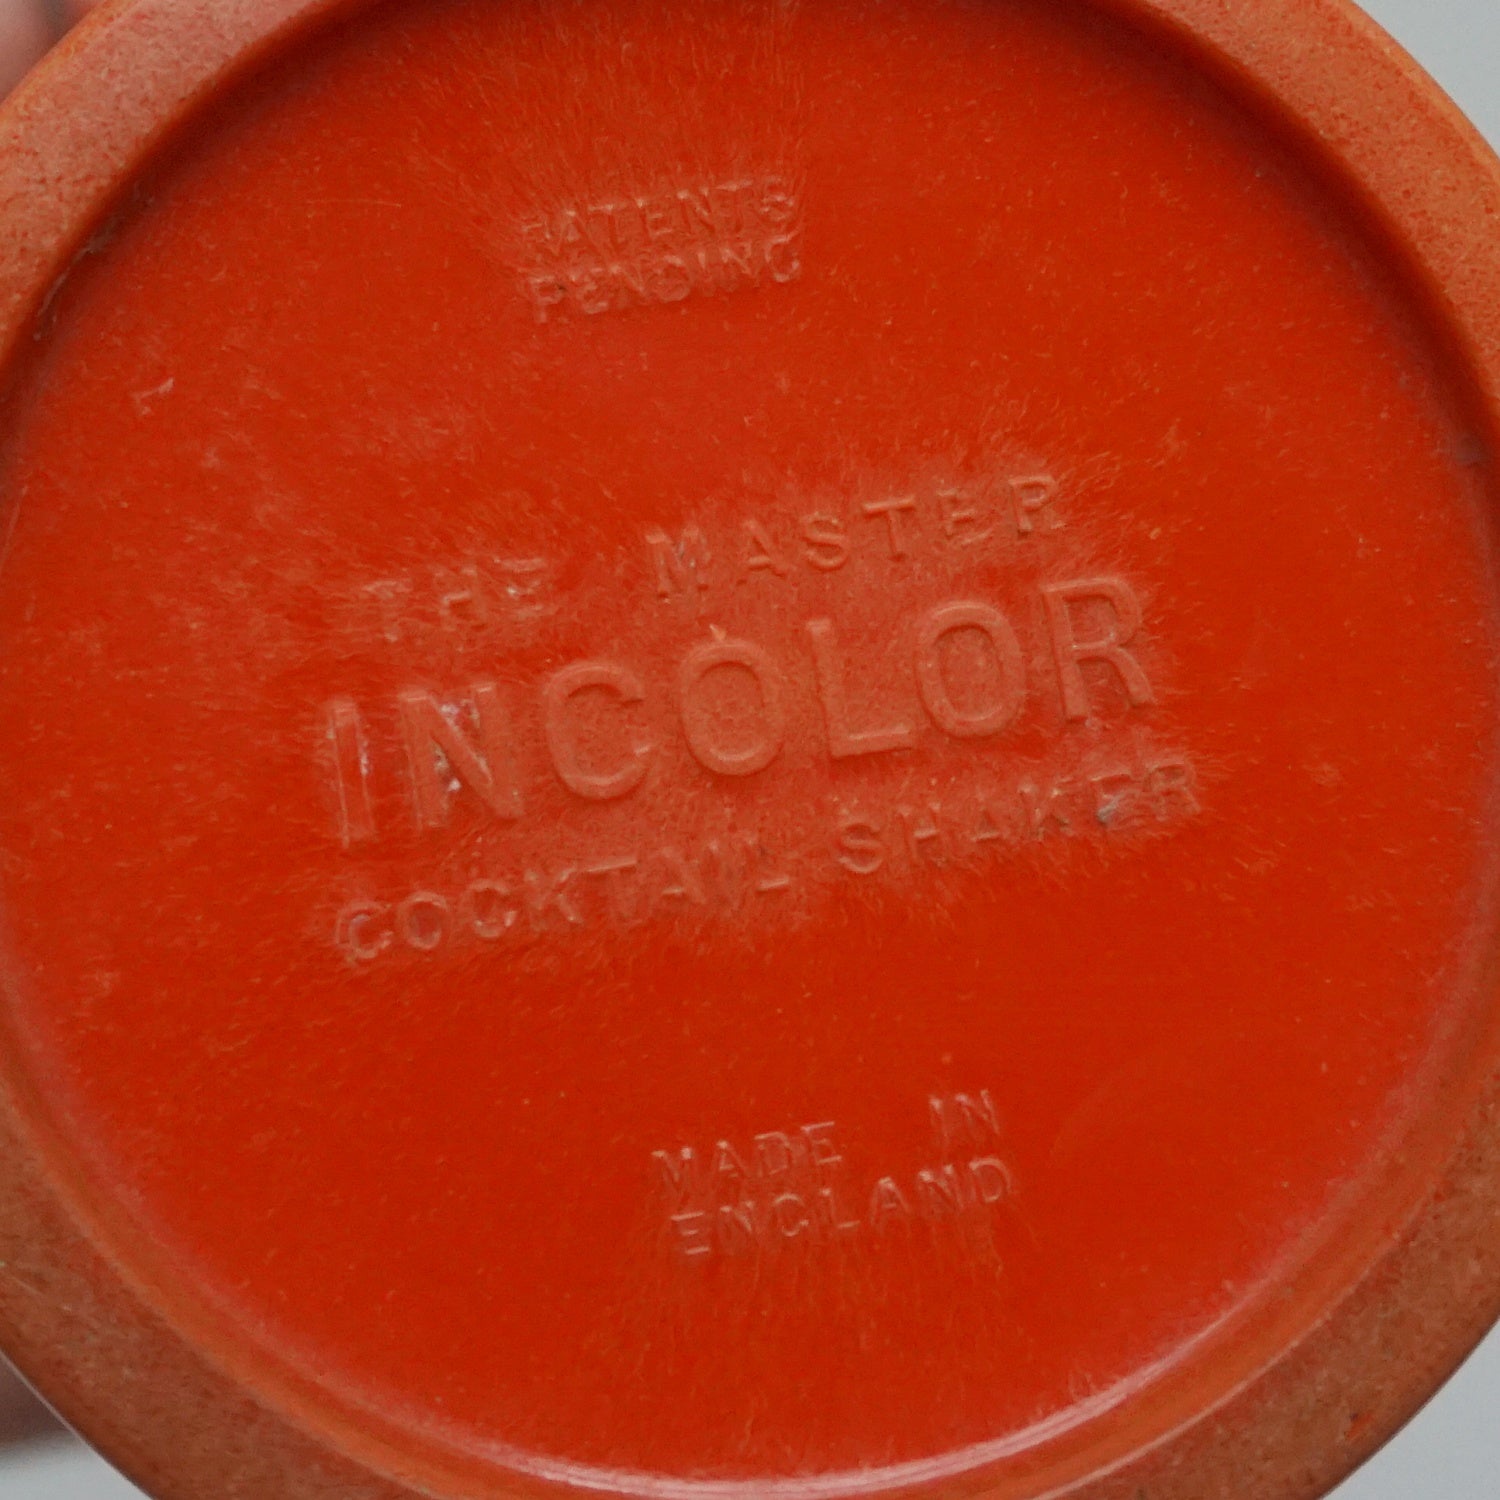 PATENTS
PENDING
THE MASTER
INCOLOR
COCKTAIL SHAKER
MADE IN
ENGLAND